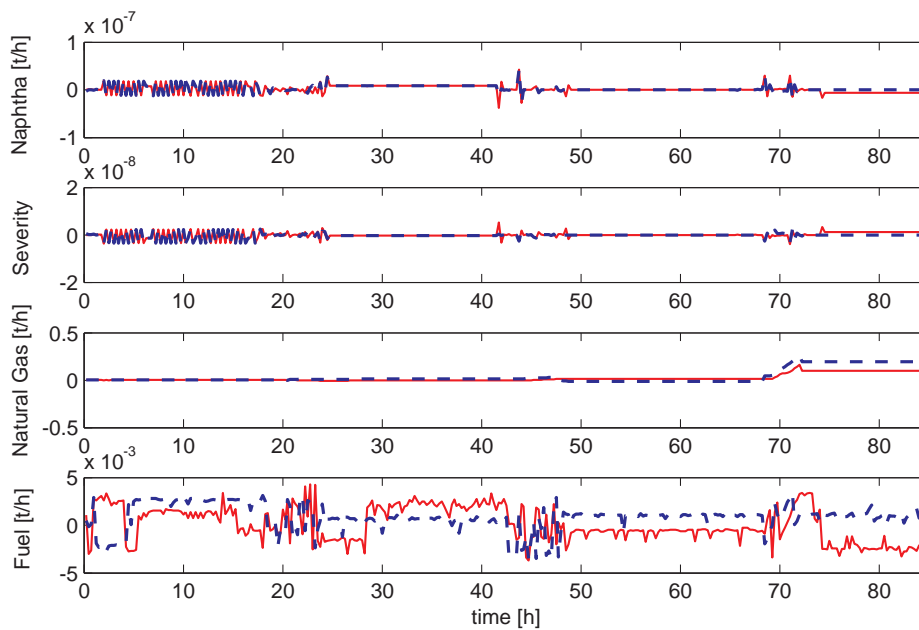 x 10-7
1
0
-1
Naphtha [t/h]
0 10 20 30 40 50 60 70 80
x 10-8
2
0
-2
Severity
0 10 20 30 40 50 60 70 80
0.5
0
-0.5
Natural Gas [t/h]
0 10 20 30 40 50 60 70 80
x 10-3
5
0
-5
Fuel [t/h]
0 10 20 30 40 50 60 70 80
time [h]